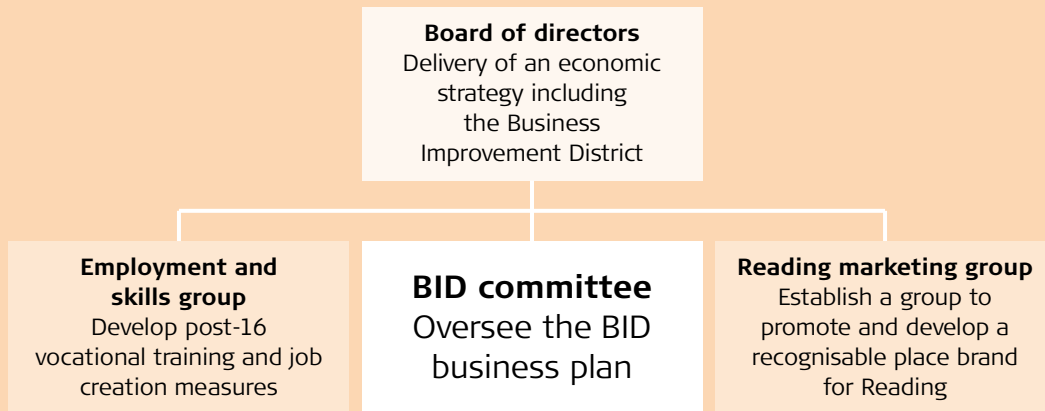 Board of directors
Delivery of an economic
strategy including
the Business
Improvement District
Employment and
skills group
Develop post-16
vocational training and job
creation measures
BID committee
Oversee the BID
business plan
Reading marketing group
Establish a group to
promote and develop a
recognisable place brand
for Reading